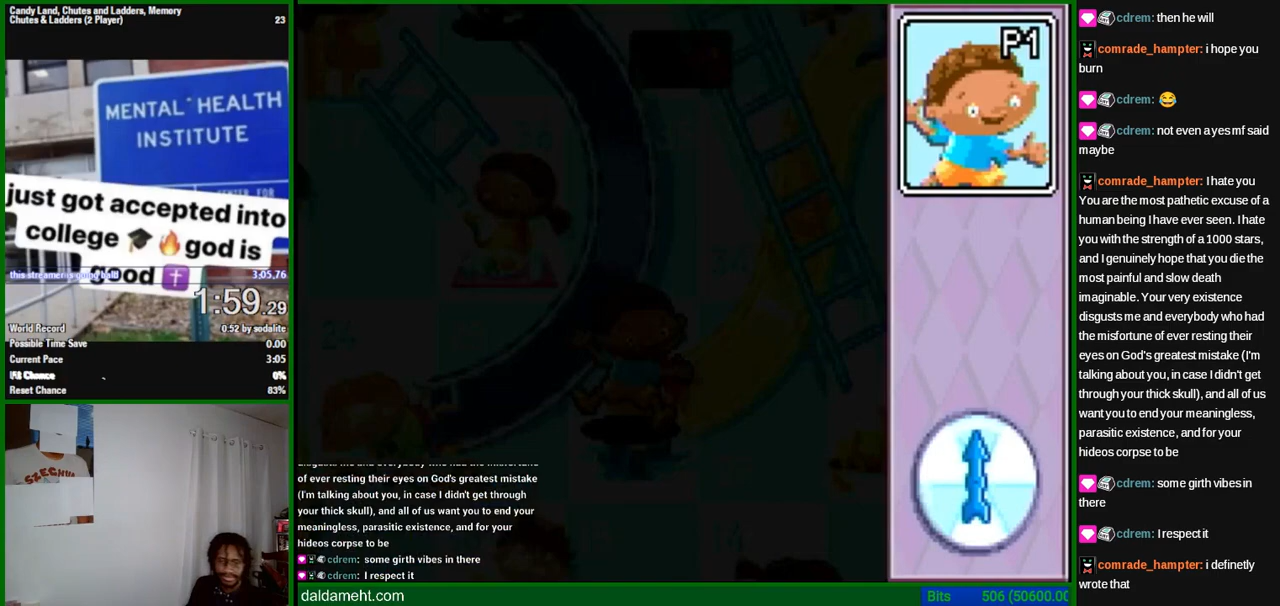 Candy Land, Chutes and Ladders, Memory
Chutes & Ladders (2 Player)
23
MENTAL HEALTH
INSTITUTE
CENTER FOR
just got accepted into
college 🎓🔥god is
good ✝️
this streamer is going bald!
3:05.76
1:59.29
World Record
0:52 by sodalite
Possible Time Save
0.00
Current Pace
3:05
PB Chance
0%
Reset Chance
83%
P1
of ever resting their eyes on God's greatest mistake
(I'm talking about you, in case I didn't get through
your thick skull), and all of us want you to end your
meaningless, parasitic existence, and for your
hideos corpse to be
cdrem: some girth vibes in there
cdrem: I respect it
daldameht.com
Bits
506 (50600.00
cdrem: then he will
comrade_hampter: i hope you
burn
cdrem: 😂
cdrem: not even a yes mf said
maybe
comrade_hampter: I hate you
You are the most pathetic excuse of a
human being I have ever seen. I hate
you with the strength of a 1000 stars,
and I genuinely hope that you die the
most painful and slow death
imaginable. Your very existence
disgusts me and everybody who had
the misfortune of ever resting their
eyes on God's greatest mistake (I'm
talking about you, in case I didn't get
through your thick skull), and all of us
want you to end your meaningless,
parasitic existence, and for your
hideos corpse to be
cdrem: some girth vibes in
there
cdrem: I respect it
comrade_hampter: i definetly
wrote that